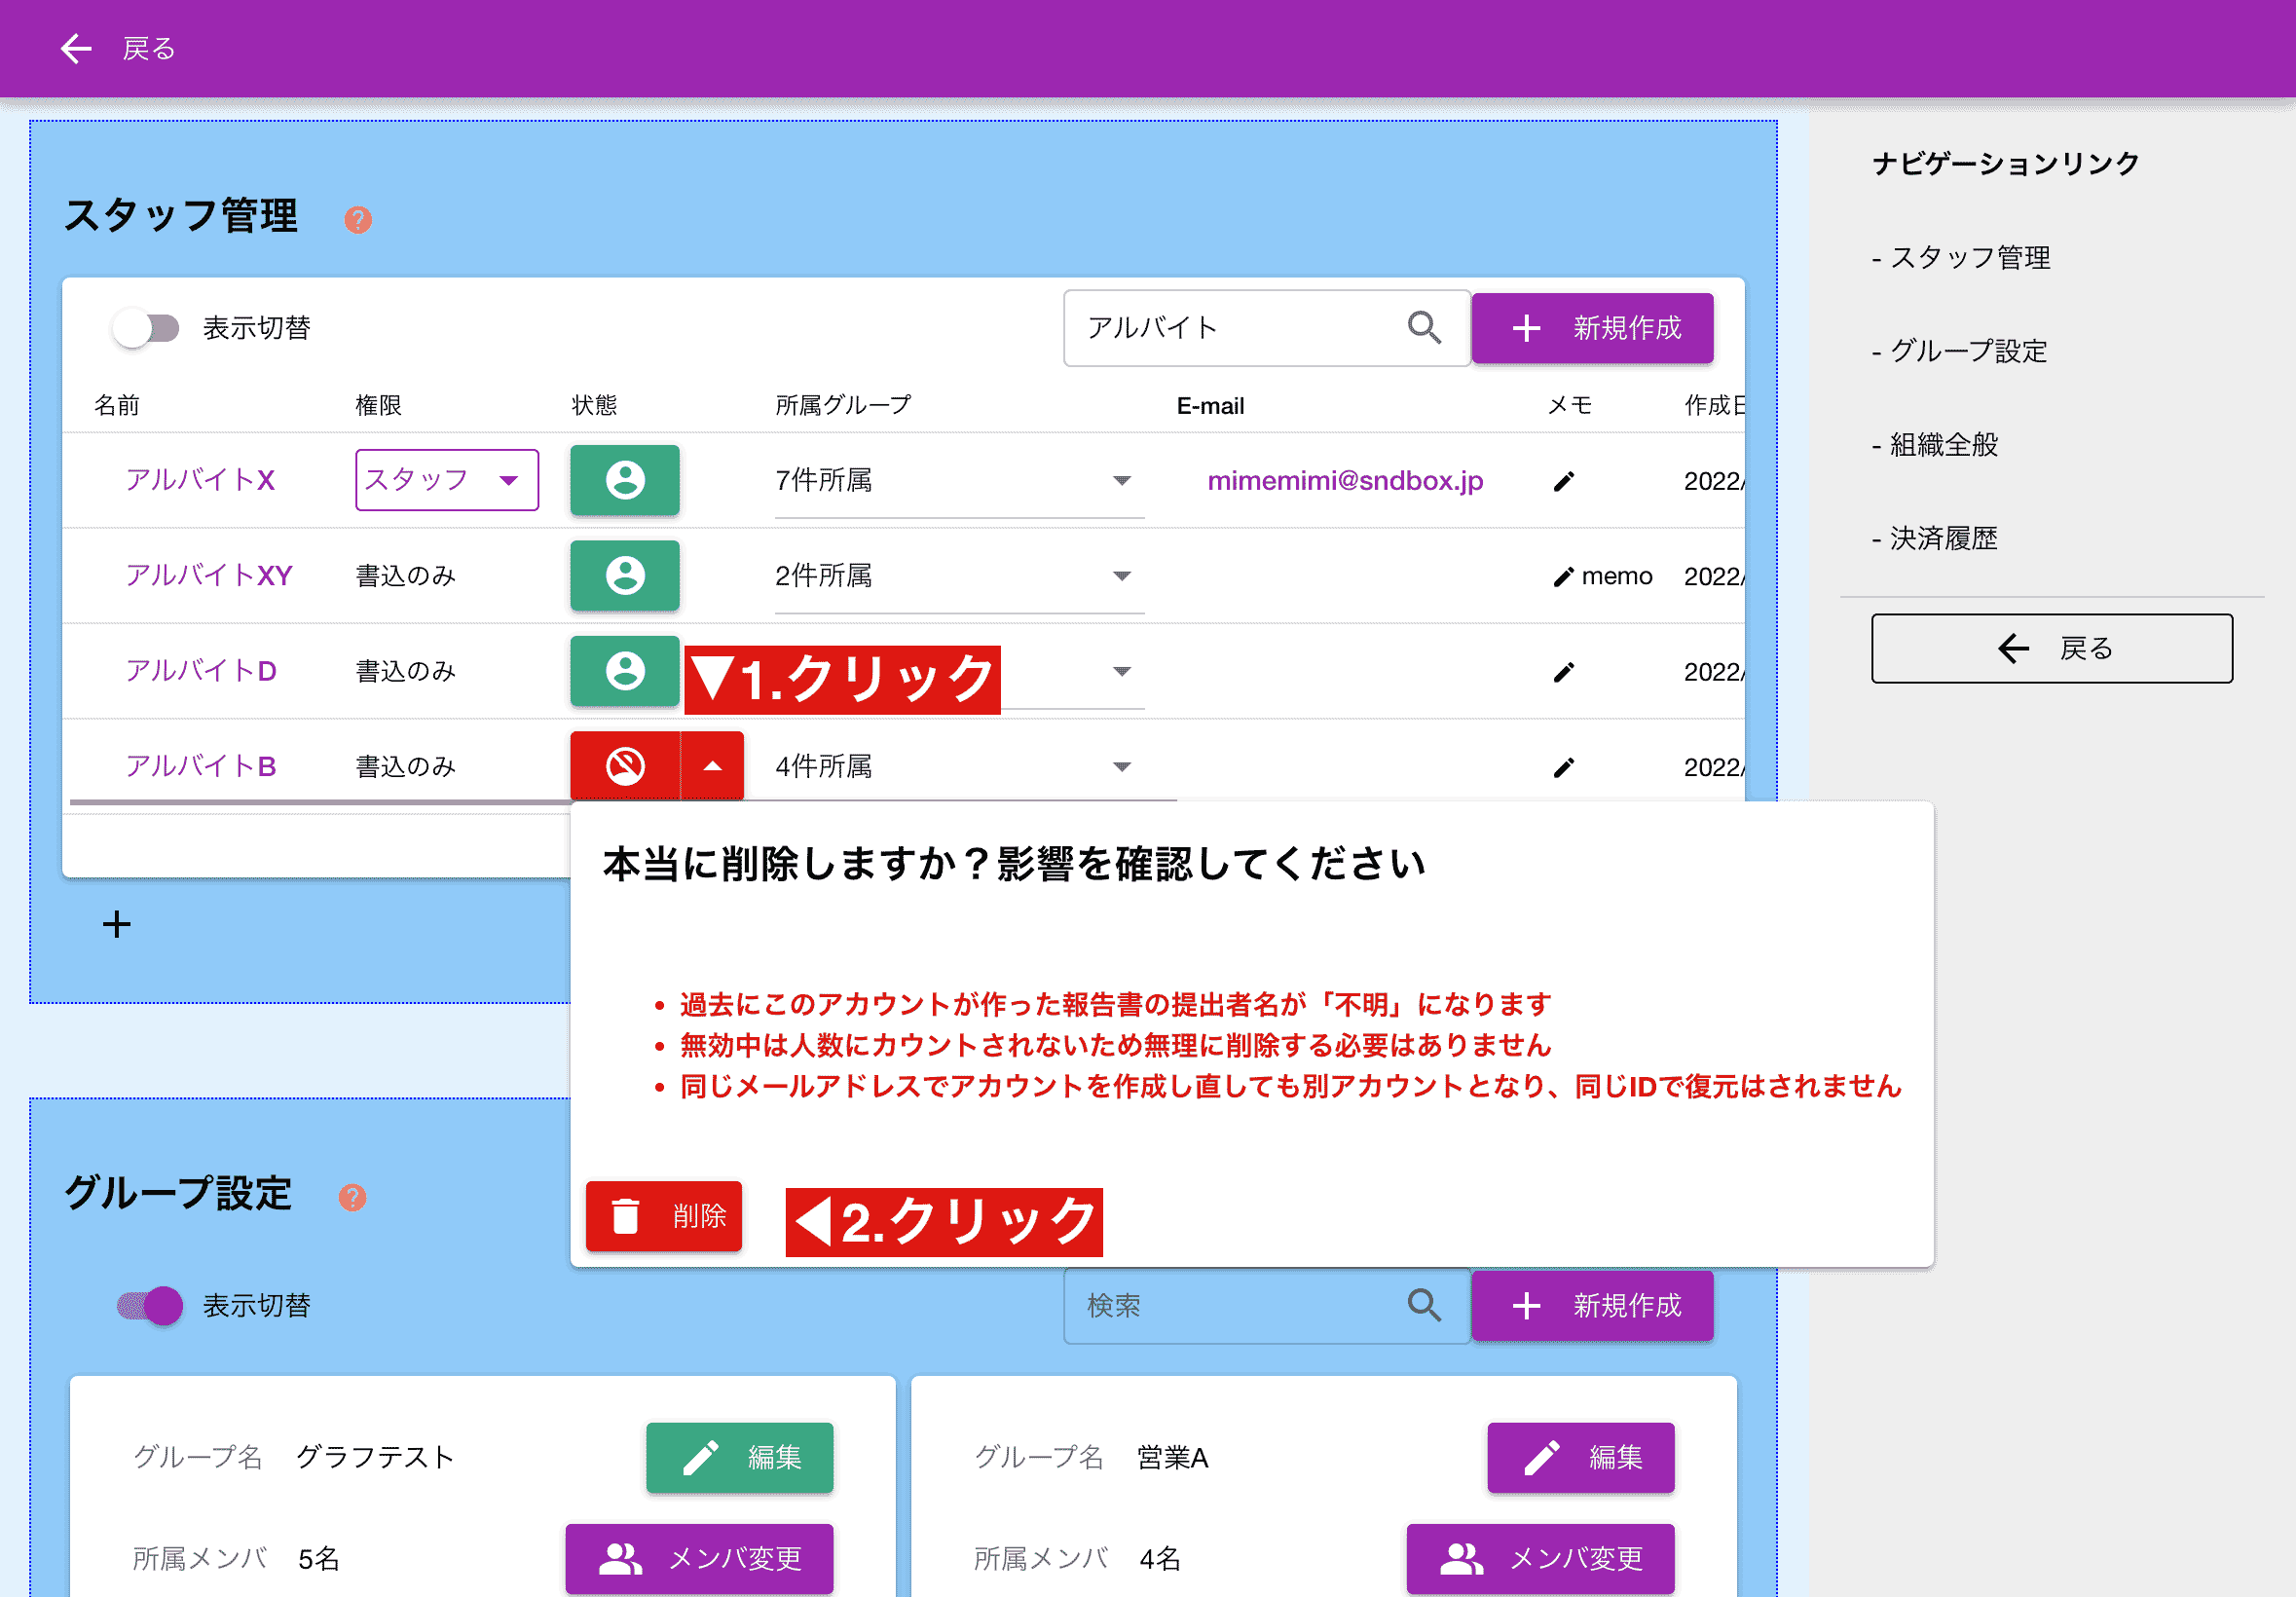 戻る
スタッフ管理 ?
表示切替 アルバイト 新規作成
名前 権限 状態 所属グループ E-mail メモ 作成日
アルバイトX スタッフ 7件所属 mimemimi@sndbox.jp 2022/
アルバイトXY 書込のみ 2件所属 memo 2022/
アルバイトD 書込のみ ▼1.クリック 2022/
アルバイトB 書込のみ 4件所属 2022/
本当に削除しますか？影響を確認してください
• 過去にこのアカウントが作った報告書の提出者名が「不明」になります
• 無効中は人数にカウントされないため無理に削除する必要はありません
• 同じメールアドレスでアカウントを作成し直しても別アカウントとなり、同じIDで復元はされません
削除 ◀2.クリック
グループ設定 ?
表示切替 検索 新規作成
グループ名 グラフテスト 編集
所属メンバ 5名 メンバ変更
グループ名 営業A 編集
所属メンバ 4名 メンバ変更
ナビゲーションリンク
- スタッフ管理
- グループ設定
- 組織全般
- 決済履歴
戻る